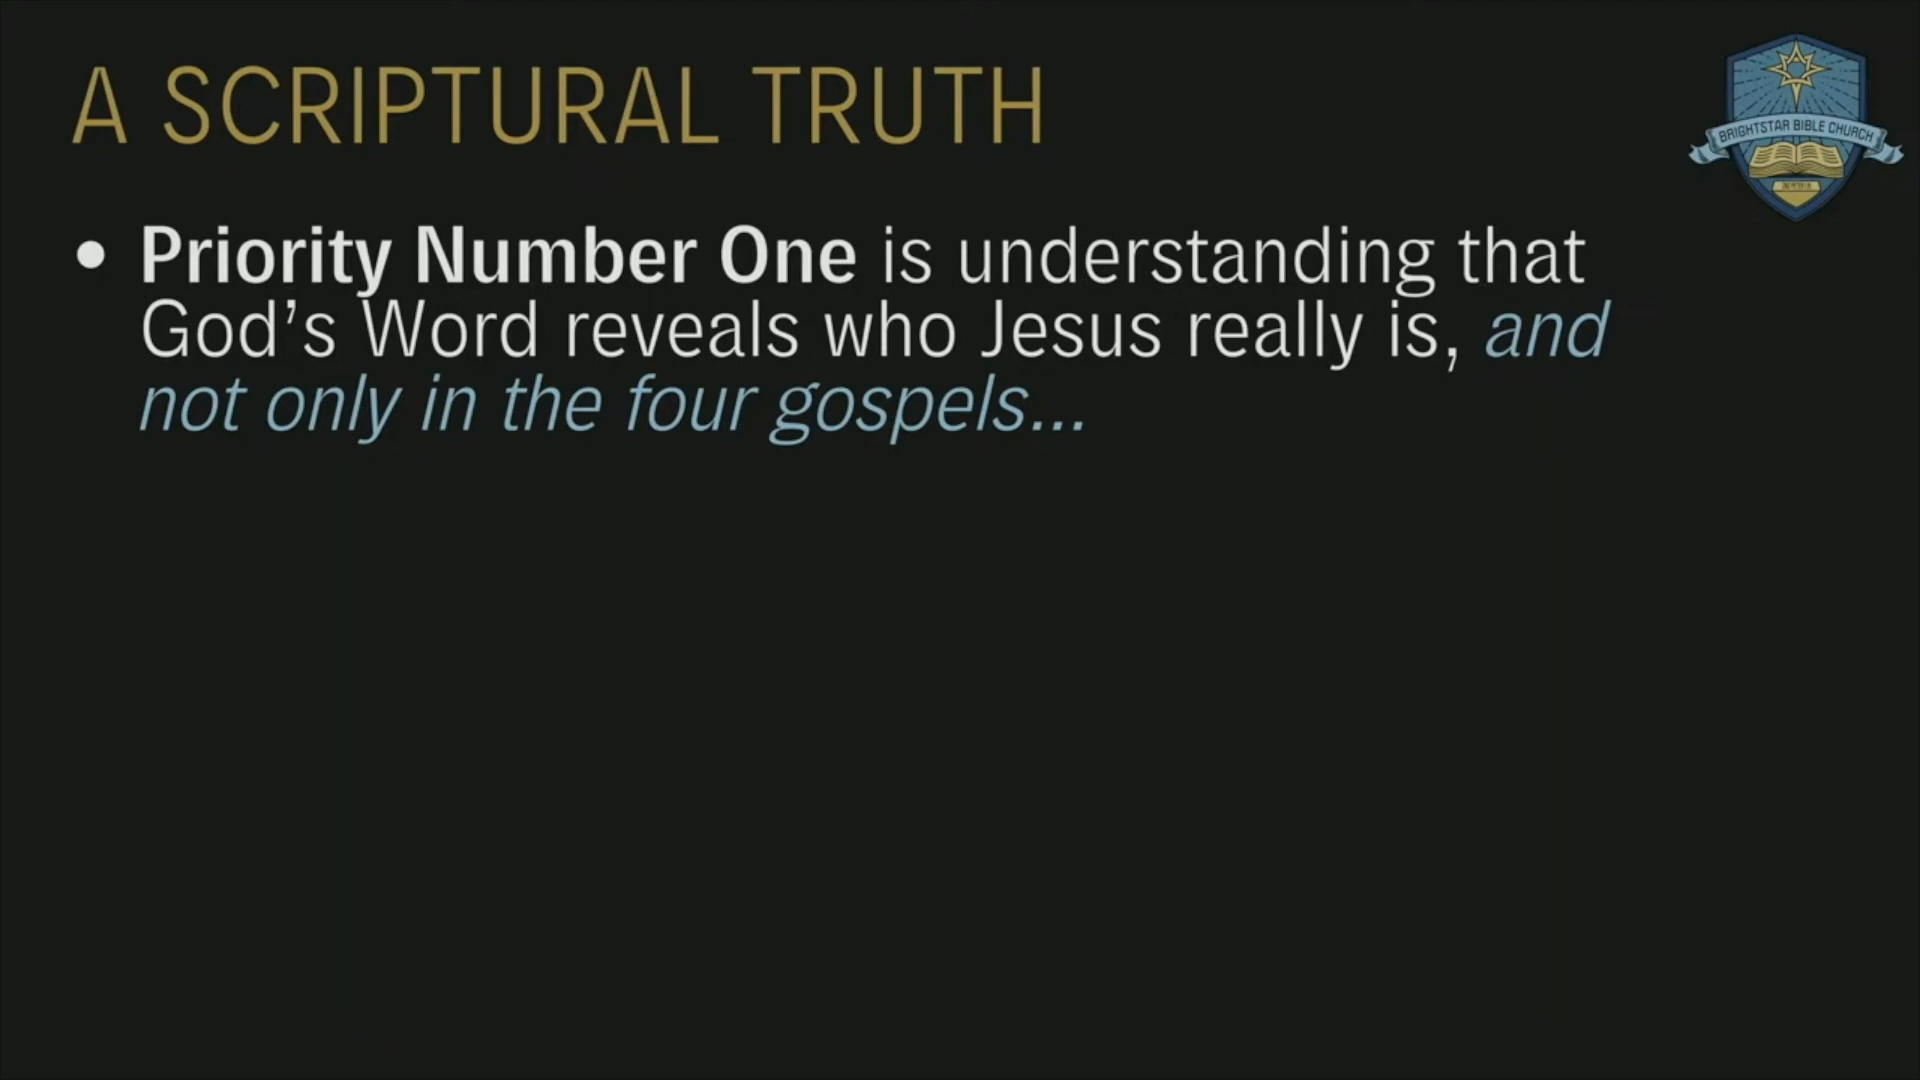 A SCRIPTURAL TRUTH
BRIGHTSTAR BIBLE CHURCH
• Priority Number One is understanding that
God’s Word reveals who Jesus really is, and
not only in the four gospels...